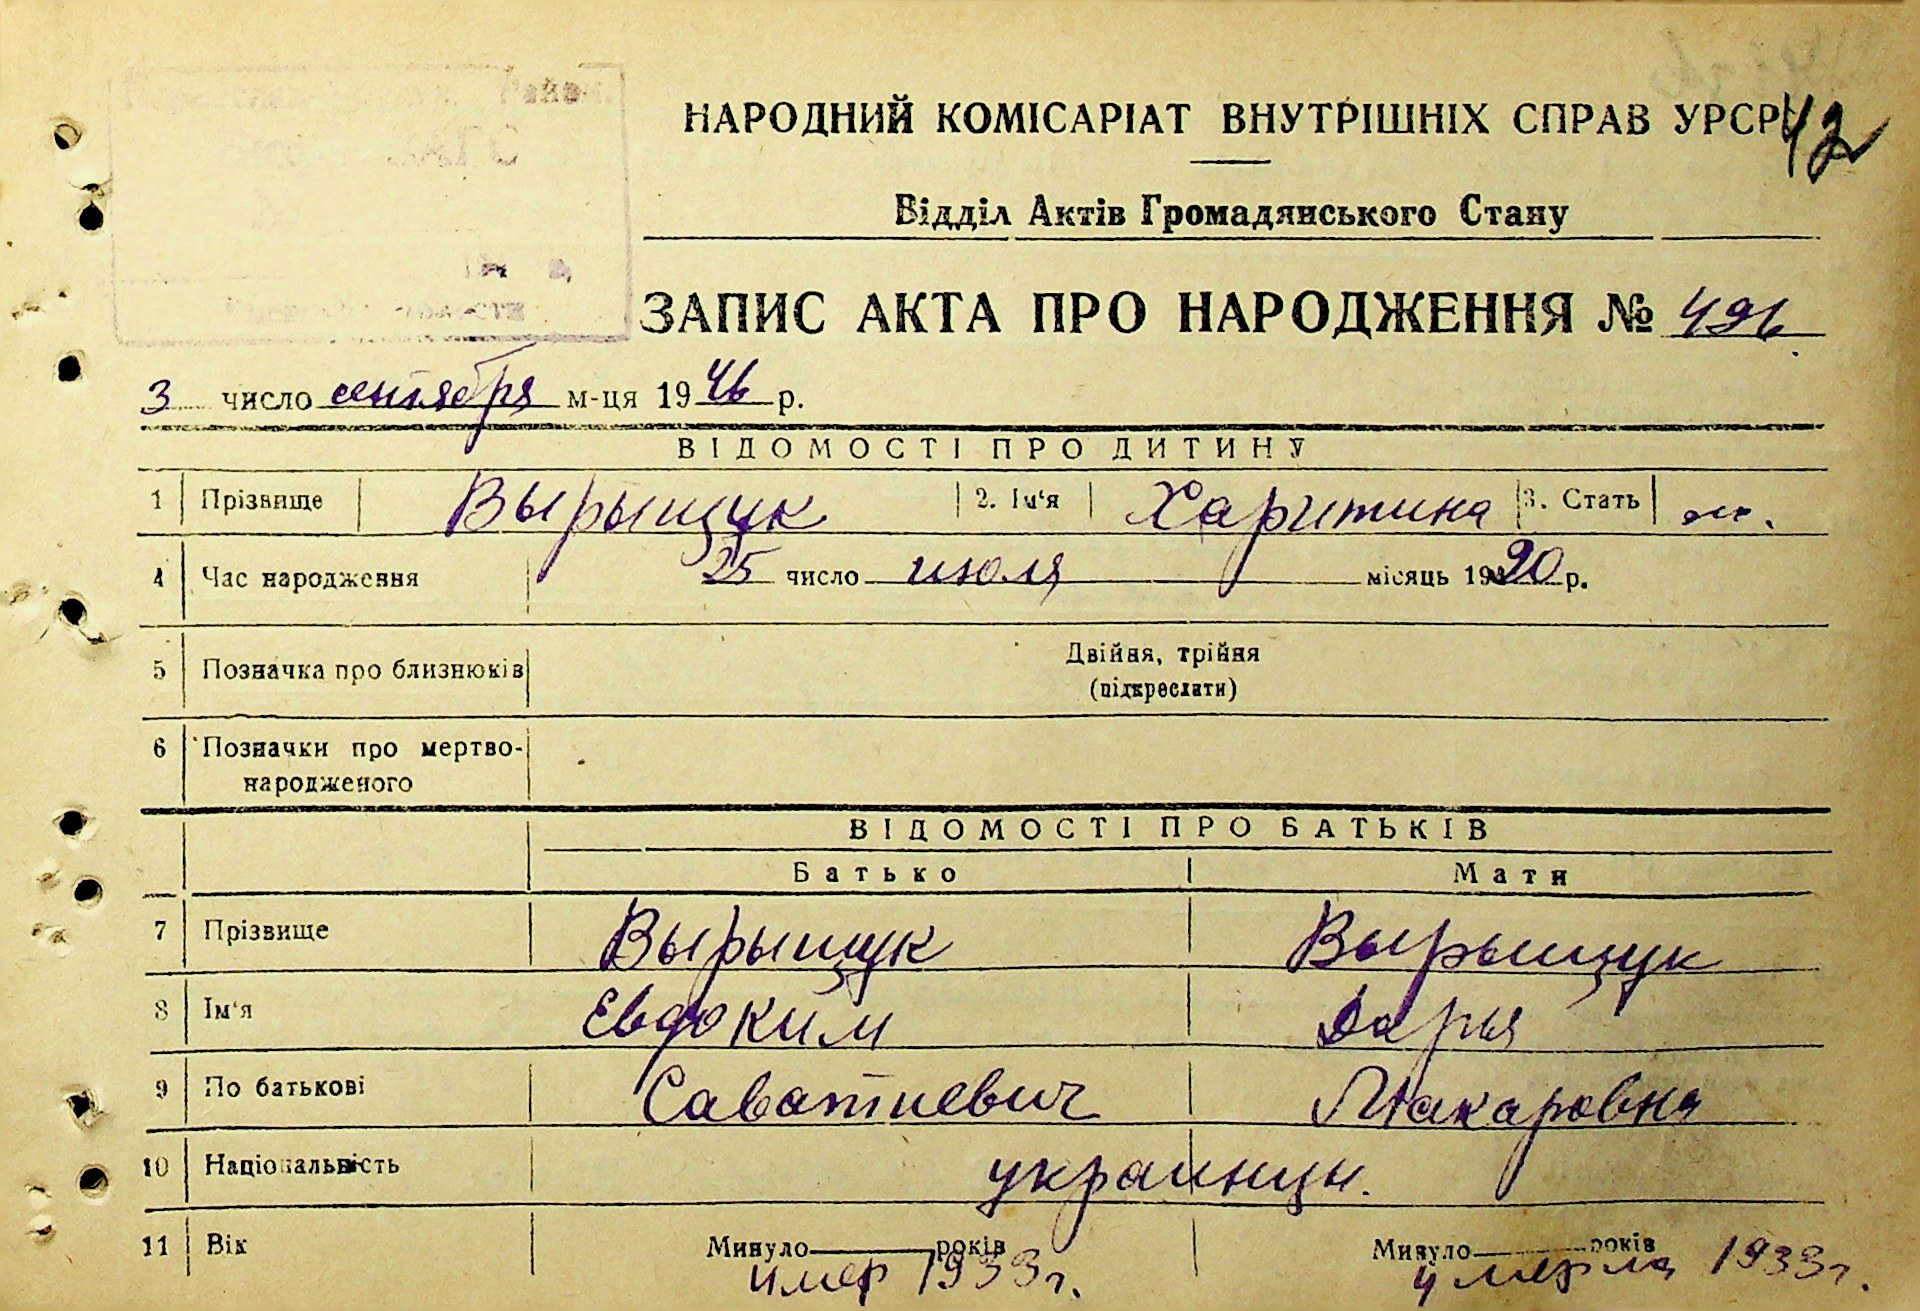 НАРОДНИЙ КОМІСАРІАТ ВНУТРІШНІХ СПРАВ УРСР 42
Відділ Актів Громадянського Стану
ЗАПИС АКТА ПРО НАРОДЖЕННЯ № 496
3 число сентября м-ця 1946 р.
ВІДОМОСТІ ПРО ДИТИНУ
1 Прізвище Вырыщук 2. Ім'я Харитина 3. Стать ж.
4 Час народження 25 число июля місяць 1920 р.
5 Позначка про близнюків Двійня, трійня
(підкреслити)
6 Позначки про мертво-
народженого
ВІДОМОСТІ ПРО БАТЬКІВ
Батько Мати
7 Прізвище Вырыщук Вырыщук
8 Ім'я Евдоким Дарья
9 По батькові Саватиевич Макаровна
10 Національність украинцы.
11 Вік Минуло років Минуло років
умер 1933 г. умерла 1933 г.